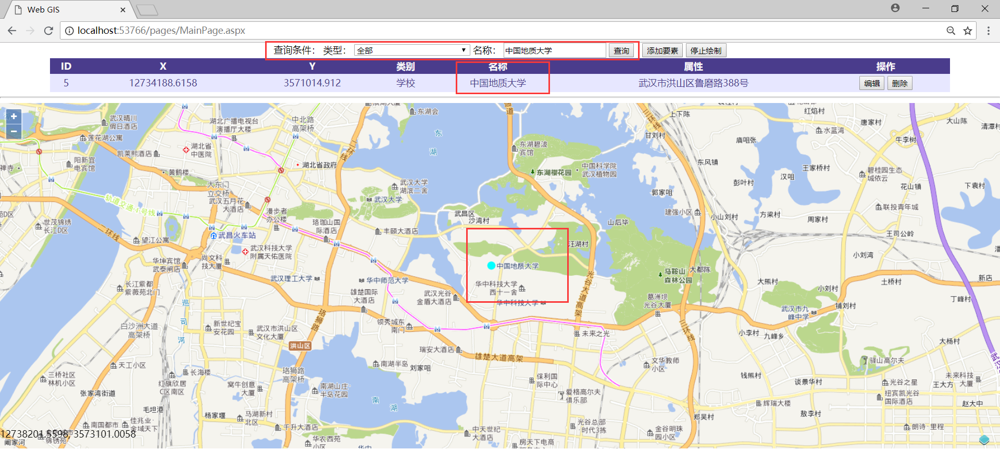 Web GIS
localhost:53766/pages/MainPage.aspx
查询条件： 类型： 全部 名称： 中国地质大学 查询 添加要素 停止绘制
ID X Y 类别 名称 属性 操作
5 12734188.6158 3571014.912 学校 中国地质大学 武汉市洪山区鲁磨路388号 编辑 删除
+
−
武汉晴川
假日酒店
湖北广播电视台
演播厅大楼
中北路
高架桥
东湖会
三环线
上下陈
红焰村
唐家村
大山陈
清潭村
莲花湖公寓
凯莱熙酒店
湖北省
中医院
二环线
东
湖
东湖碧波
宾馆
甘刘村
水蓝湾
庙咀张
牛李树
阳新宜
电宾馆
禅寺
黄鹤楼
湖北省政府
东湖樱花园
中国科学院
武汉植物园
东风镇
王家桥村
碧桂园生态
城依云
汉咀
大东门
立交桥
武汉大学
湖滨二舍
彭叶村
花山镇
下袁村
轨道交通4号线
武汉五月花
大酒店
武汉大学
郭家咀
漫步者
办公楼
武昌区
沙湾村
建强小区
小山刘村
方梁村
周家村
联投青年城
世茂锦绣
长江D区
二环线
武昌火车站
珞珈山国
际酒店
丰颐大酒店
山后毕
望江公寓
武汉科技大学
附属天佑医院
汪湖村
王司公岭
小刘湾
华坤宾馆
武泰闸店
尚文科
技大厦
中国地质大学
马鞍山
森林公园
大都陈
新店
长江紫都
紫薇苑北门
武汉理工大学
华中师范大学
华中科技大学
西十一舍
华中科技大学
光谷大道高架
大熊村
小刘村
土桥村
雄楚国际
大酒店
武汉光谷
金盾大酒店
葛洲坝
光谷大厦
丁峰村
巡
司
河
珞狮路
武汉市九
峰中学
铺刘村
白沙洲大道
高架桥
新世纪宝
安花园
武汉市洪山区
文化大厦
领秀城东
南门
未来之光
三环线
小李村
九峰乡
洪山区
瑞安大酒店
大杨村
雄楚大道高架
天工小区
南湖半岛
刘家咀
文华教师
小区
驿山高尔夫
三桥社区
林机小区
长海楼
红旗欣居
C区南区
珞狮路
高架桥
保利国
际中心
钱熊村
谈景华村
光谷之星
未来科技
大厦
王大方
张家湾街道
窝牛创意
大厦
南湖山庄·
半岛花园
爱格高尔夫
俱乐部
纽宾凯光谷
国际酒店
南
湖
毛坦港
辉瑞大楼
赵大中
杨家堰
马湖新村
北区
郑吴村
敖李村
南国都市
佳兆业·
金域天下
千升大酒店
中天世纪
大酒店
光谷总部
·时代3拣
金谷明珠
园小区
朗诗·里程
12738201.5598, 3573101.0058
锦绣苑
阖家河
华农西苑
房天下电商